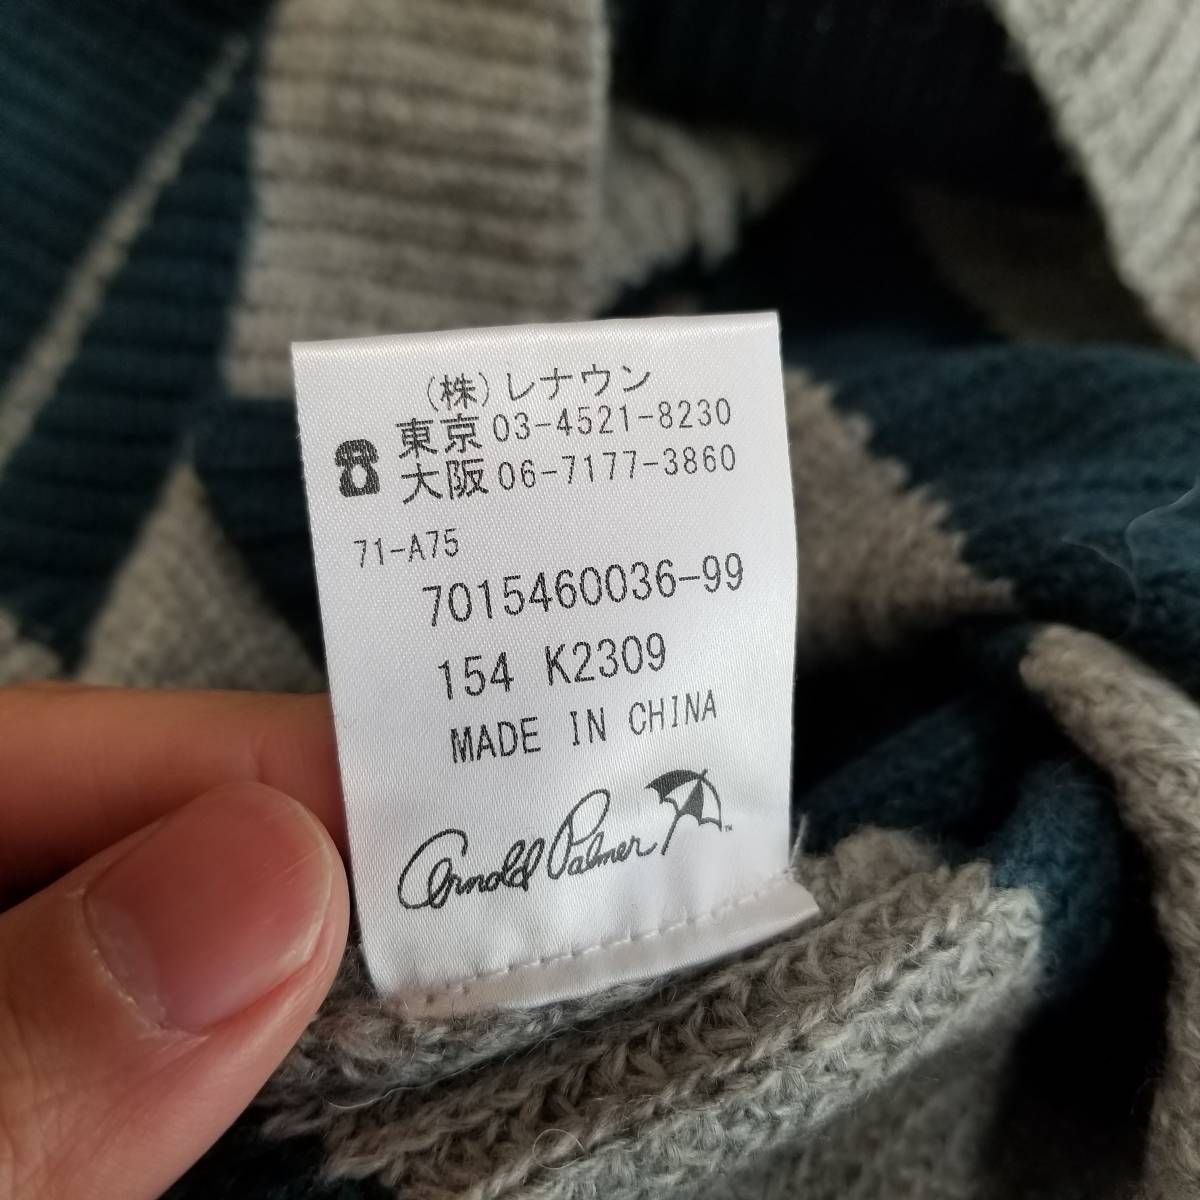 (株)レナウン
東京 03-4521-8230
大阪 06-7177-3860
71-A75
7015460036-99
154 K2309
MADE IN CHINA
Arnold Palmer™